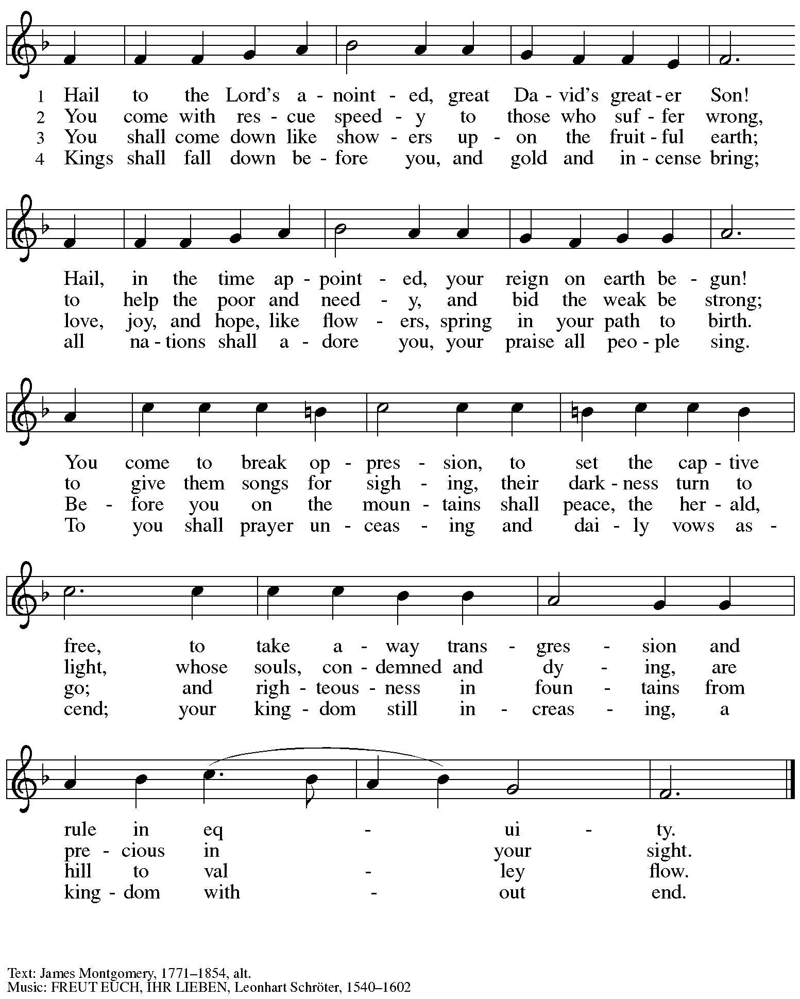 1 Hail to the Lord's a - noint - ed, great Da - vid's great - er Son!
2 You come with res - cue speed - y to those who suf - fer wrong,
3 You shall come down like show - ers up - on the fruit - ful earth;
4 Kings shall fall down be - fore you, and gold and in - cense bring;
Hail, in the time ap - point - ed, your reign on earth be - gun!
to help the poor and need - y, and bid the weak be strong;
love, joy, and hope, like flow - ers, spring in your path to birth.
all na - tions shall a - dore you, your praise all peo - ple sing.
You come to break op - pres - sion, to set the cap - tive
to give them songs for sigh - ing, their dark - ness turn to
Be - fore you on the moun - tains shall peace, the her - ald,
To you shall prayer un - ceas - ing and dai - ly vows as -
free, to take a - way trans - gres - sion and
light, whose souls, con - demned and dy - ing, are
go; and righ - teous - ness in foun - tains from
cend; your king - dom still in - creas - ing, a
rule in eq - ui - ty.
pre - cious in your sight.
hill to val - ley flow.
king - dom with - out end.
Text: James Montgomery, 1771–1854, alt.
Music: FREUT EUCH, IHR LIEBEN, Leonhart Schröter, 1540–1602